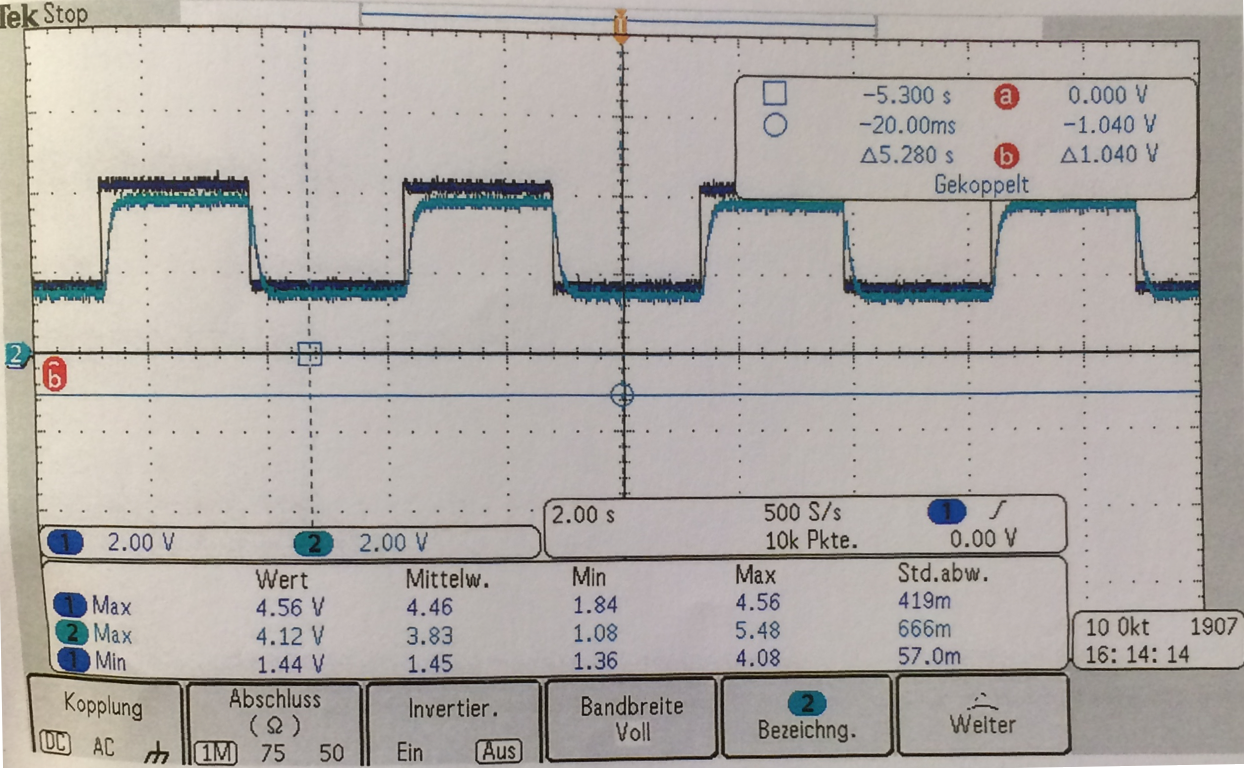 Tek Stop
-5.300 s a 0.000 V
-20.00ms -1.040 V
Δ5.280 s b Δ1.040 V
Gekoppelt
2
b
1 2.00 V 2 2.00 V
2.00 s 500 S/s 1
10k Pkte. 0.00 V
Wert Mittelw. Min Max Std.abw.
1 Max 4.56 V 4.46 1.84 4.56 419m
2 Max 4.12 V 3.83 1.08 5.48 666m
1 Min 1.44 V 1.45 1.36 4.08 57.0m
10 Okt 1907
16:14:14
Kopplung
DC AC
Abschluss
(Ω)
1M 75 50
Invertier.
Ein Aus
Bandbreite
Voll
2
Bezeichng.
Welter